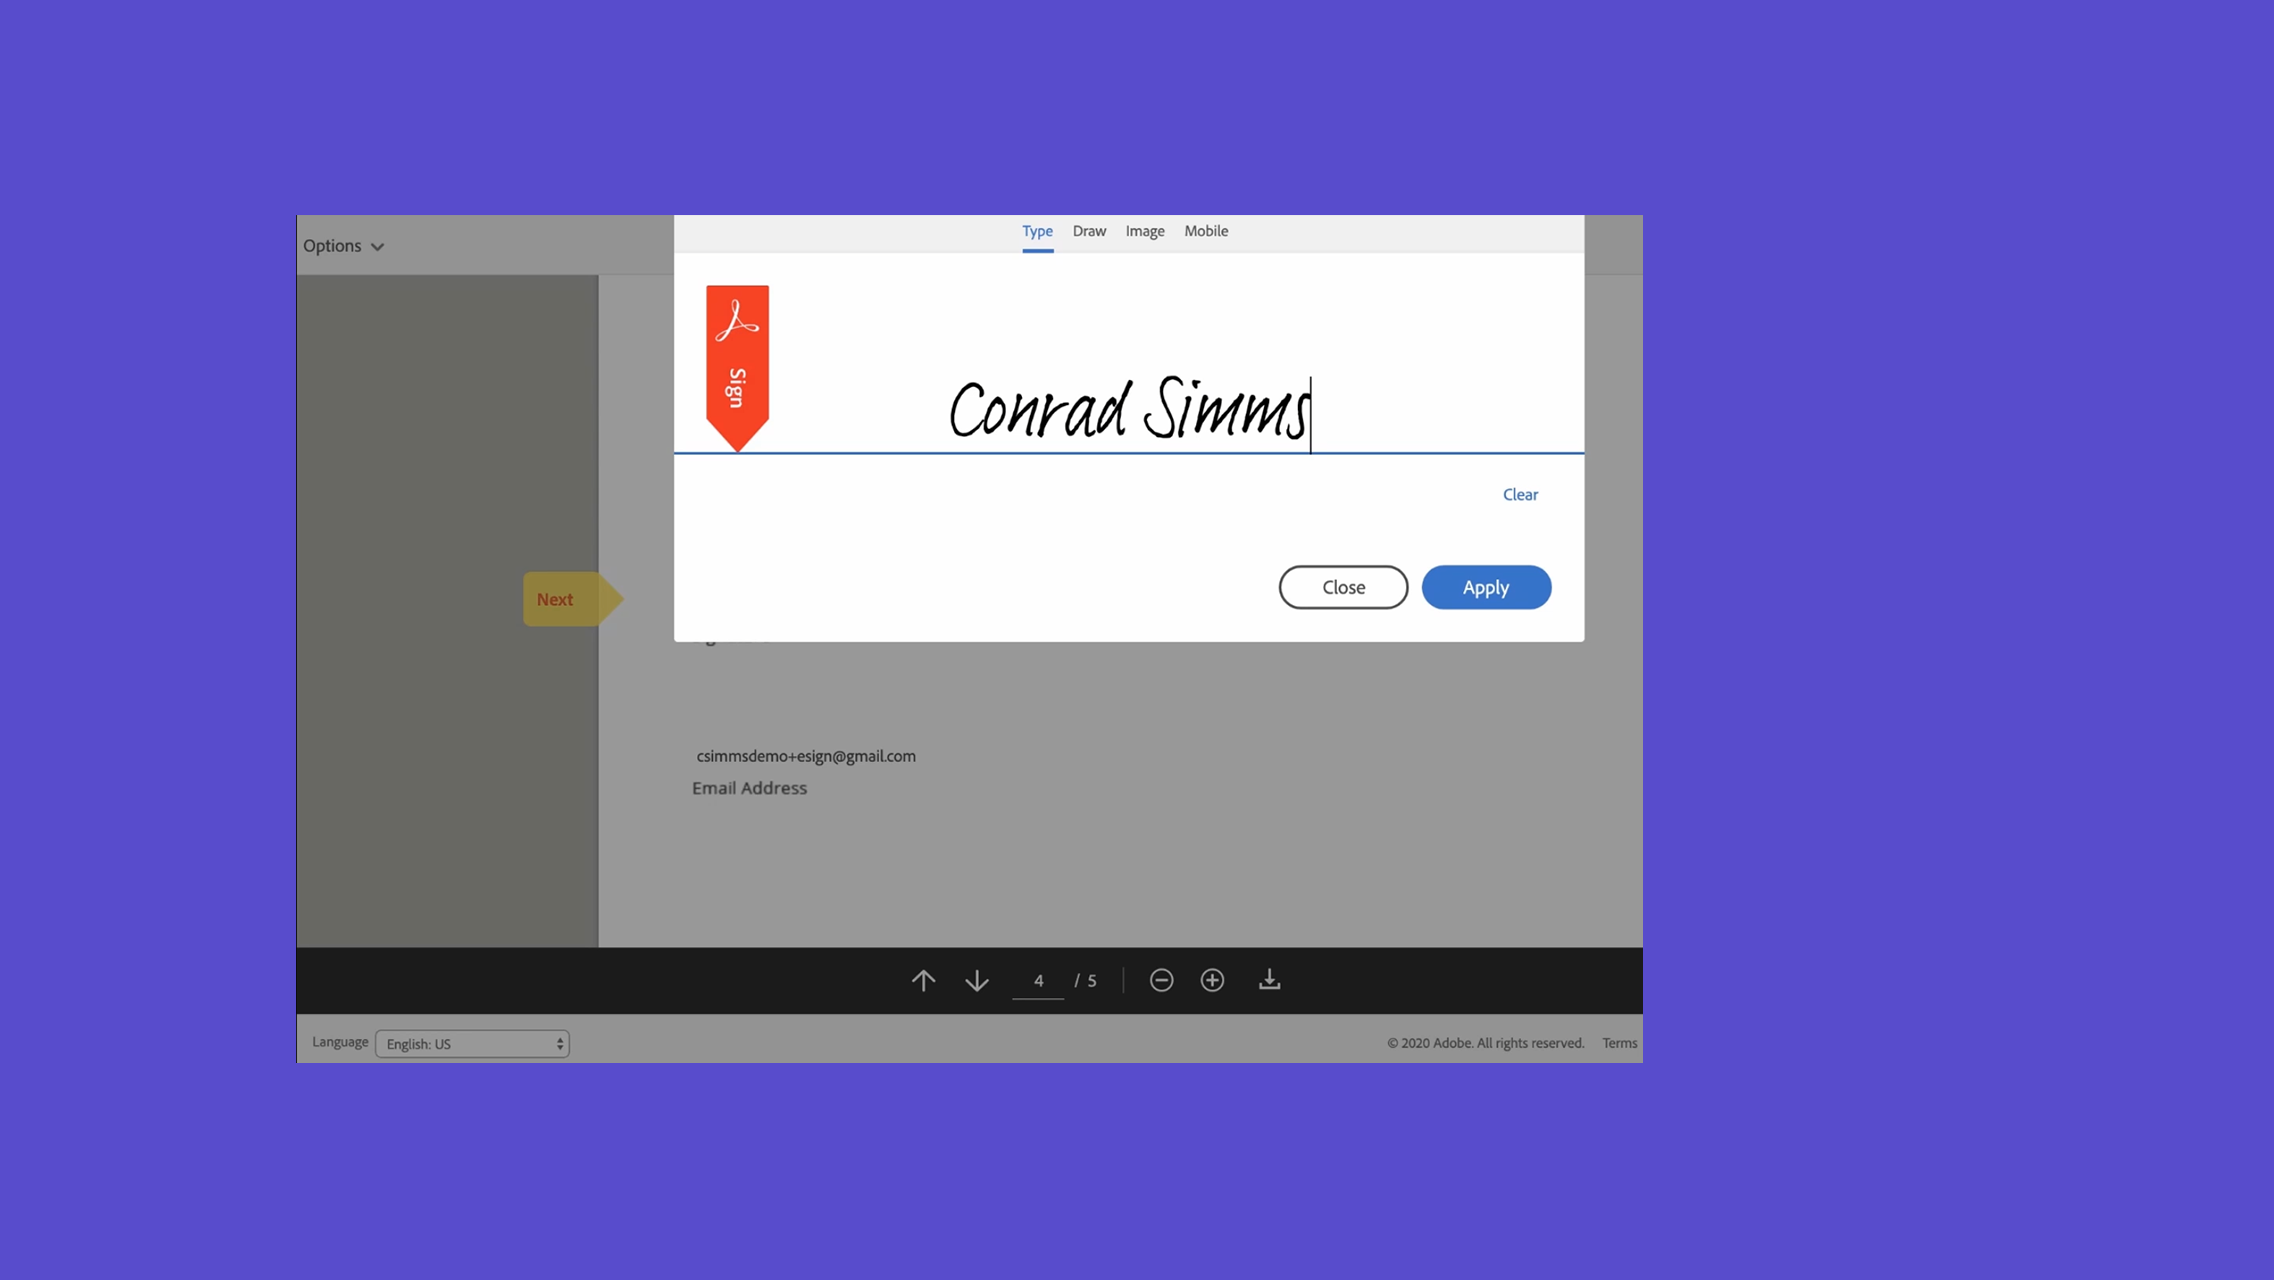 Options
Type Draw Image Mobile
Sign
Conrad Simms
Clear
Close Apply
Next
csimmsdemo+esign@gmail.com
Email Address
4 / 5
Language English: US
© 2020 Adobe. All rights reserved. Terms